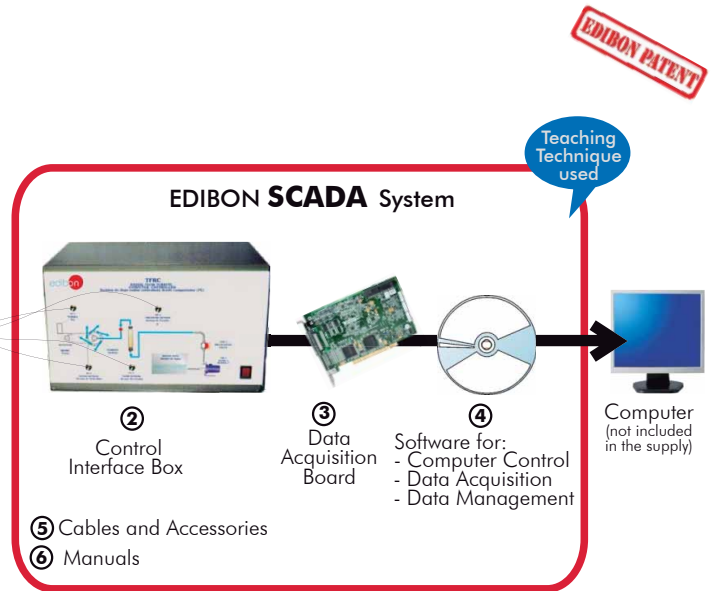 EDIBON PATENT
Teaching
Technique
used
EDIBON SCADA System
edibon
TFRC
2
Control
Interface Box
3
Data
Acquisition
Board
4
Software for:
- Computer Control
- Data Acquisition
- Data Management
Computer
(not included
in the supply)
5 Cables and Accessories
6 Manuals